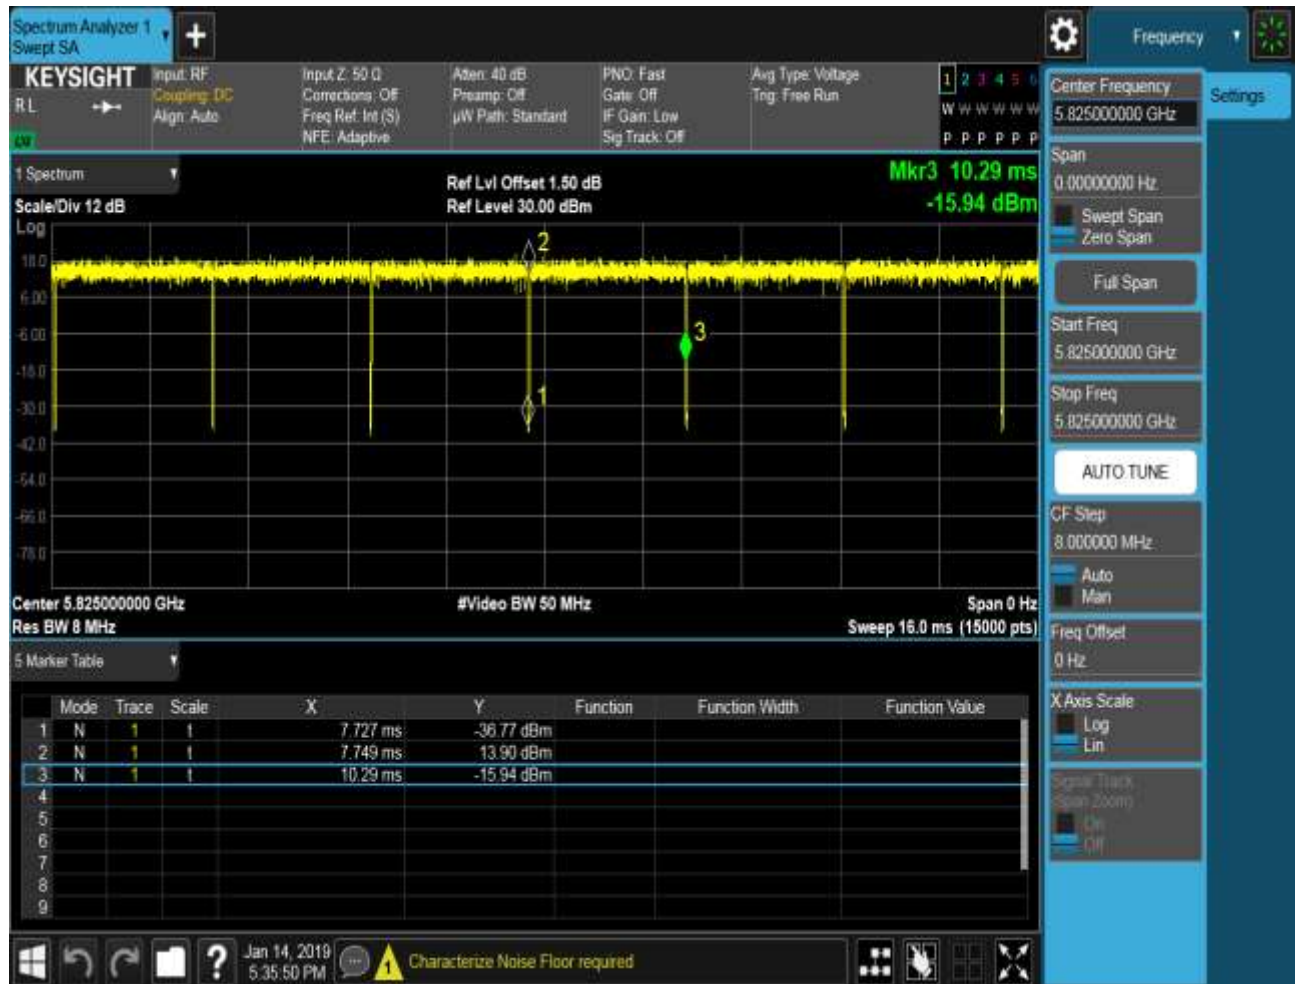 Spectrum Analyzer 1
Swept SA
+
Frequency
KEYSIGHT
Input: RF
Input Z: 50 Ω
Atten: 40 dB
PNO: Fast
Avg Type: Voltage
1 2 3 4 5 6
RL
Coupling: DC
Corrections: Off
Preamp: Off
Gate: Off
Trig: Free Run
Align: Auto
Freq Ref: Int (S)
µW Path: Standard
IF Gain: Low
W W W W W W
NFE: Adaptive
Sig Track: Off
P P P P P P
1 Spectrum
Ref Lvl Offset 1.50 dB
Mkr3 10.29 ms
Scale/Div 12 dB
Ref Level 30.00 dBm
-15.94 dBm
Log
18.0
6.00
-6.00
-18.0
-30.0
-42.0
-54.0
-66.0
-78.0
2
3
1
Center 5.825000000 GHz
#Video BW 50 MHz
Span 0 Hz
Res BW 8 MHz
Sweep 16.0 ms (15000 pts)
5 Marker Table
Mode Trace Scale X Y Function Function Width Function Value
1 N 1 t 7.727 ms -36.77 dBm
2 N 1 t 7.749 ms 13.90 dBm
3 N 1 t 10.29 ms -15.94 dBm
4
5
6
7
8
9
Jan 14, 2019
5:35:50 PM
?
1
Characterize Noise Floor required
Center Frequency
5.825000000 GHz
Settings
Span
0.00000000 Hz
Swept Span
Zero Span
Full Span
Start Freq
5.825000000 GHz
Stop Freq
5.825000000 GHz
AUTO TUNE
CF Step
8.000000 MHz
Auto
Man
Freq Offset
0 Hz
X Axis Scale
Log
Lin
Signal Track
(Span Zoom)
On
Off